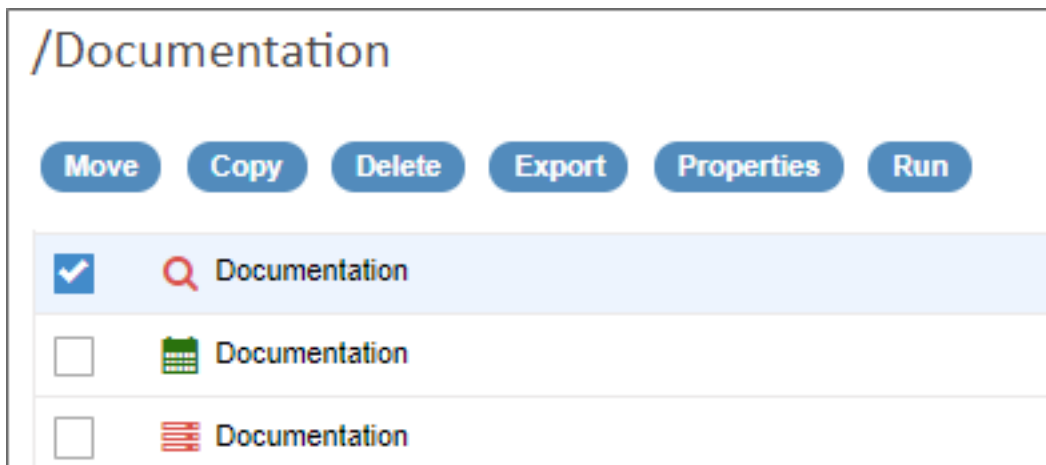 /Documentation
Move Copy Delete Export Properties Run
Documentation
Documentation
Documentation